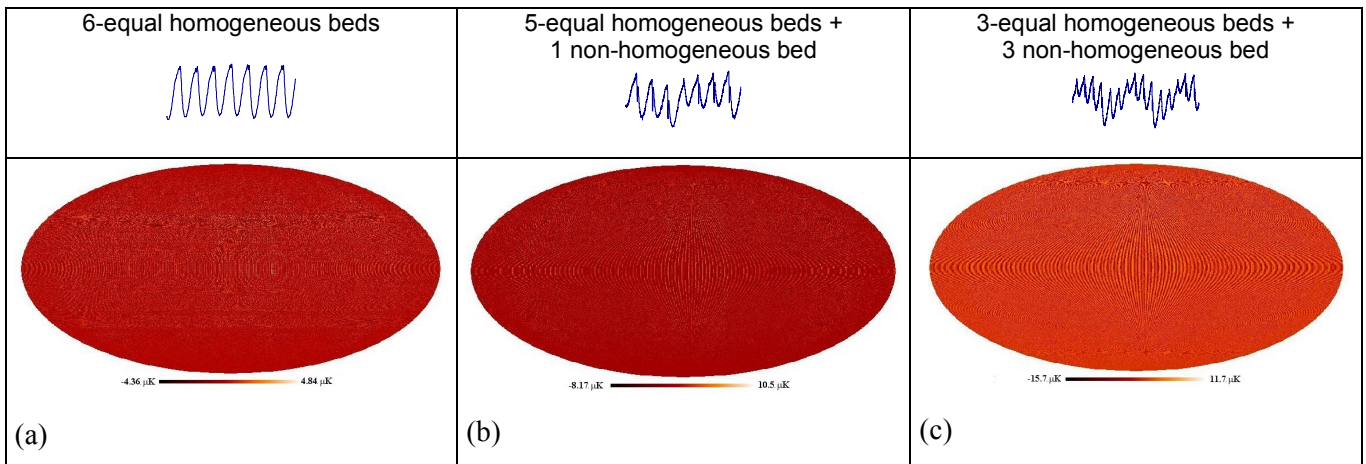 6-equal homogeneous beds
5-equal homogeneous beds +
1 non-homogeneous bed
3-equal homogeneous beds +
3 non-homogeneous bed
-4.36 μK 4.84 μK
-8.17 μK 10.5 μK
-15.7 μK 11.7 μK
(a)
(b)
(c)